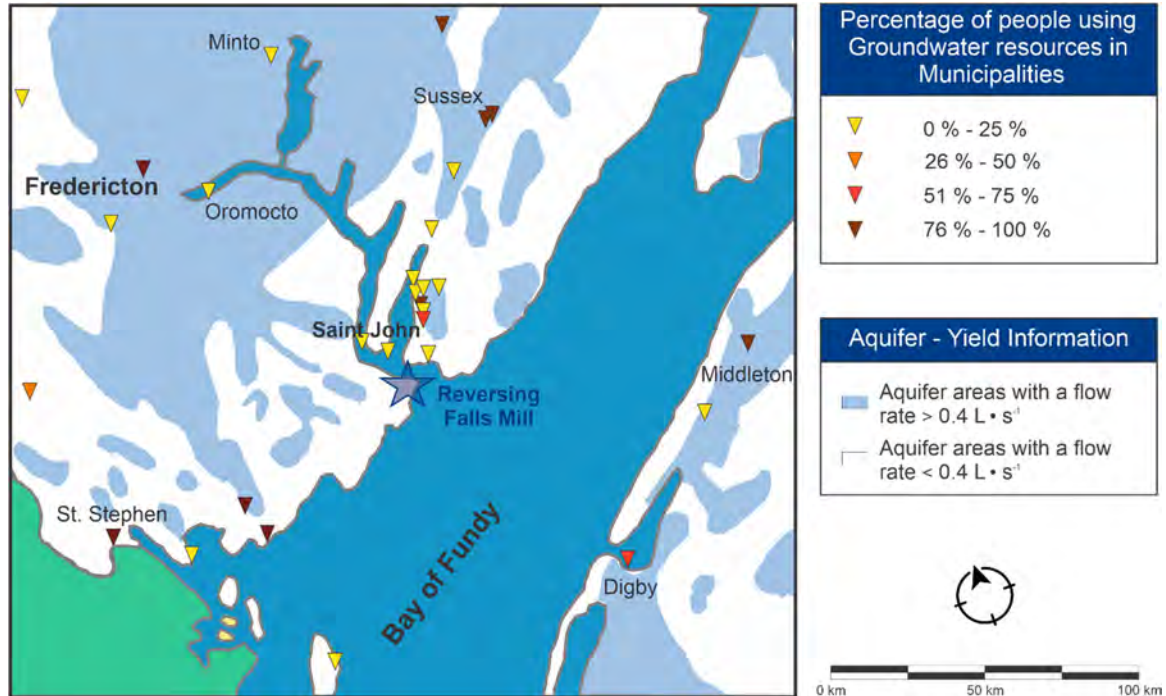 Minto
Sussex
Fredericton
Oromocto
Saint John
Reversing
Falls Mill
Middleton
St. Stephen
Digby
Bay of Fundy
Percentage of people using
Groundwater resources in
Municipalities
0 % - 25 %
26 % - 50 %
51 % - 75 %
76 % - 100 %
Aquifer - Yield Information
Aquifer areas with a flow
rate > 0.4 L • s⁻¹
Aquifer areas with a flow
rate < 0.4 L • s⁻¹
0 km 50 km 100 km